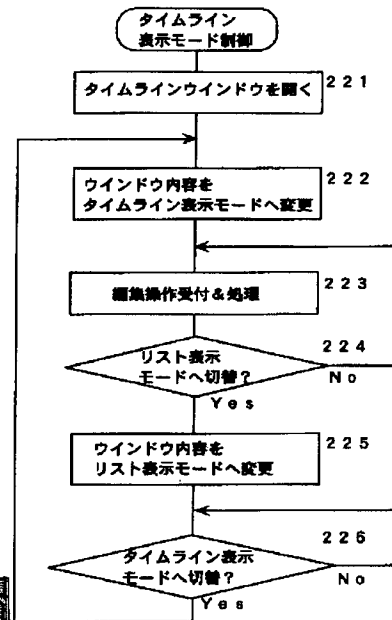 タイムライン
表示モード制御
タイムラインウインドウを開く
221
ウインドウ内容を
タイムライン表示モードへ変更
222
編集操作受付&処理
223
リスト表示
モードへ切替?
224
No
Yes
ウインドウ内容を
リスト表示モードへ変更
225
タイムライン表示
モードへ切替?
226
No
Yes